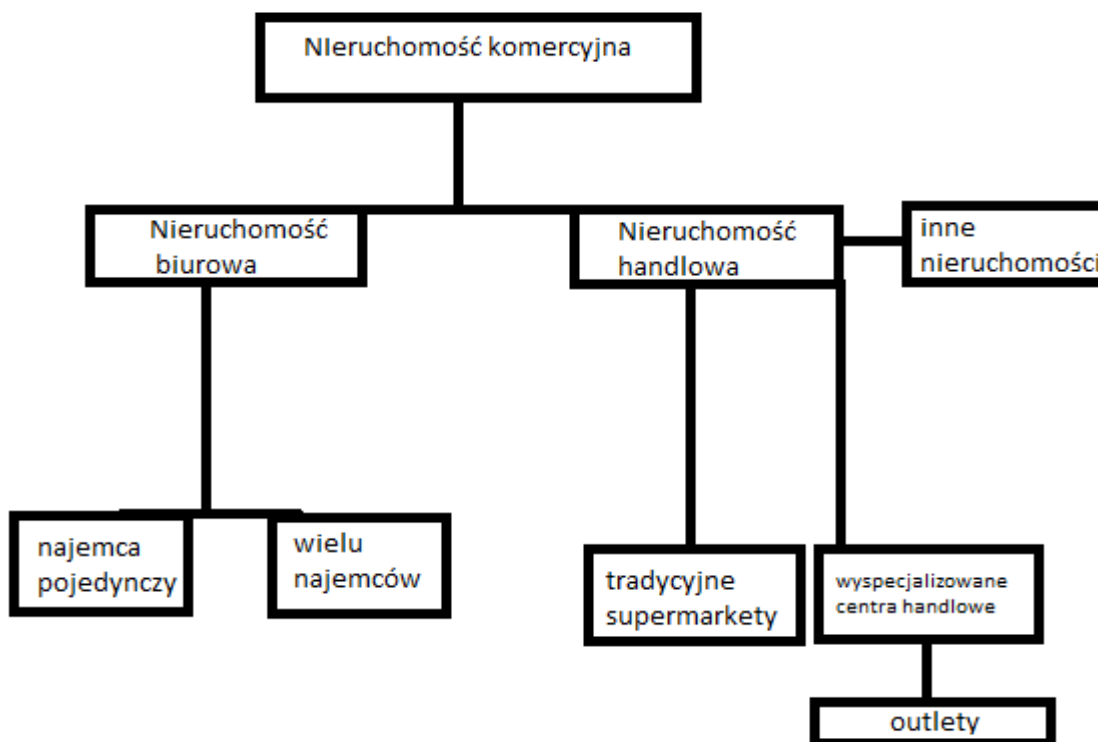 NIeruchomość komercyjna
Nieruchomość
biurowa
Nieruchomość
handlowa
inne
nieruchomości
najemca
pojedynczy
wielu
najemców
tradycyjne
supermarkety
wyspecjalizowane
centra handlowe
outlety